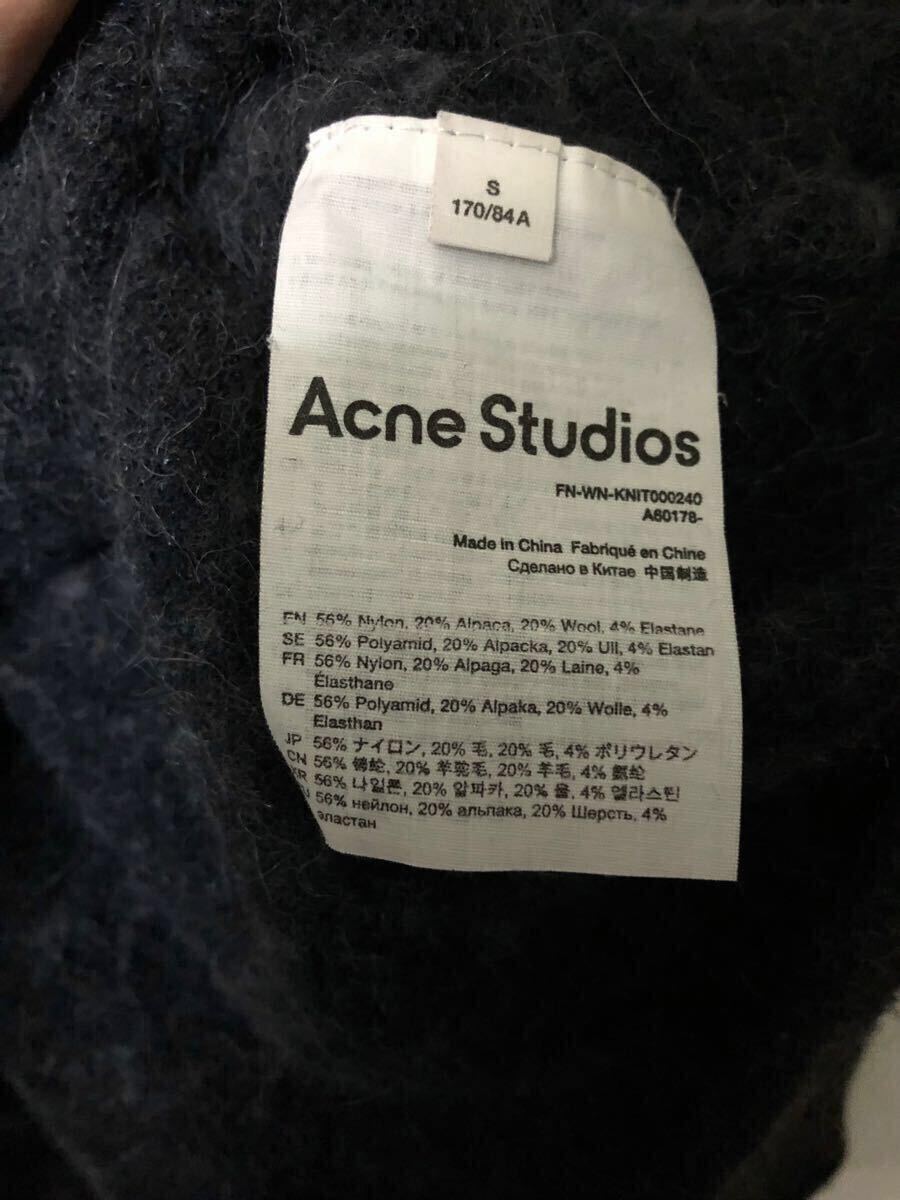 S
170/84A
Acne Studios
FN-WN-KNIT000240
A60178-
Made in China Fabriqué en Chine
Сделано в Китае 中国制造
EN 56% Nylon, 20% Alpaca, 20% Wool, 4% Elastane
SE 56% Polyamid, 20% Alpacka, 20% Ull, 4% Elastan
FR 56% Nylon, 20% Alpaga, 20% Laine, 4%
Élasthane
DE 56% Polyamid, 20% Alpaka, 20% Wolle, 4%
Elasthan
JP 56% ナイロン, 20% 毛, 20% 毛, 4% ポリウレタン
CN 56% 锦纶, 20% 羊驼毛, 20% 羊毛, 4% 氨纶
56% 나일론, 20% 알파카, 20% 울, 4% 엘라스틴
56% нейлон, 20% альпака, 20% Шерсть, 4%
эластан